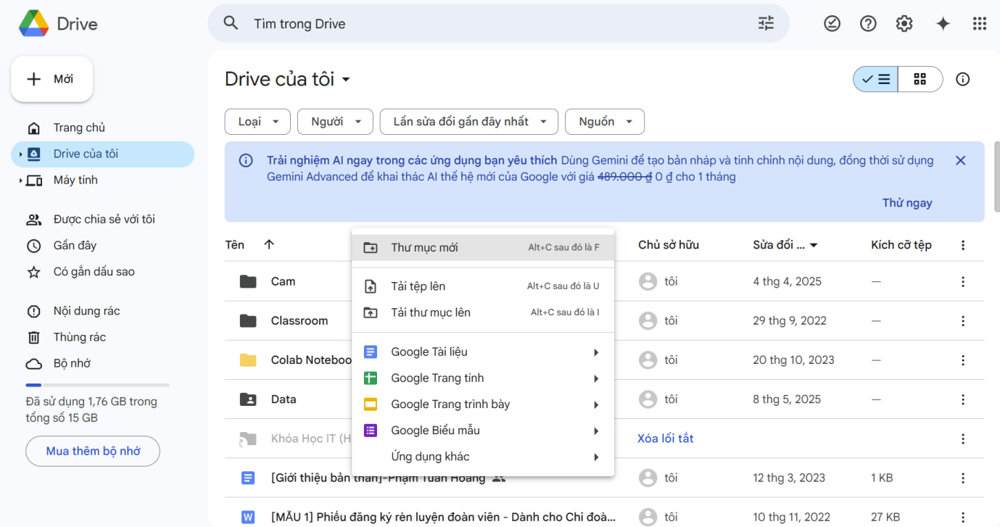 Drive
Tìm trong Drive
Mới
Trang chủ
Drive của tôi
Máy tính
Được chia sẻ với tôi
Gần đây
Có gắn dấu sao
Nội dung rác
Thùng rác
Bộ nhớ
Đã sử dụng 1,76 GB trong
tổng số 15 GB
Mua thêm bộ nhớ
Drive của tôi
Loại
Người
Lần sửa đổi gần đây nhất
Nguồn
Trải nghiệm AI ngay trong các ứng dụng bạn yêu thích Dùng Gemini để tạo bản nháp và tinh chỉnh nội dung, đồng thời sử dụng
Gemini Advanced để khai thác AI thế hệ mới của Google với giá 489.000 ₫ 0 ₫ cho 1 tháng
Thử ngay
Tên
Chủ sở hữu
Sửa đổi ...
Kích cỡ tệp
Thư mục mới Alt+C sau đó là F
Tải tệp lên Alt+C sau đó là U
Tải thư mục lên Alt+C sau đó là I
Google Tài liệu
Google Trang tính
Google Trang trình bày
Google Biểu mẫu
Ứng dụng khác
Cam tôi 4 thg 4, 2025 —
Classroom tôi 29 thg 9, 2022 —
Colab Noteboo tôi 20 thg 10, 2023 —
Data tôi 8 thg 5, 2025 —
Khóa Học IT (H Xóa lối tắt
[Giới thiệu bản thân]-Phạm Tuấn Hoàng tôi 12 thg 3, 2023 1 KB
W [MẪU 1] Phiếu đăng ký rèn luyện đoàn viên - Dành cho Chi đoà... tôi 10 thg 11, 2022 27 KB